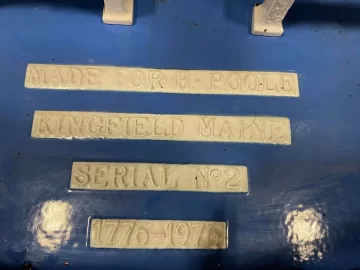 MADE FOR H. POOLE
KINGFIELD MAINE
SERIAL No 2
1776-1976